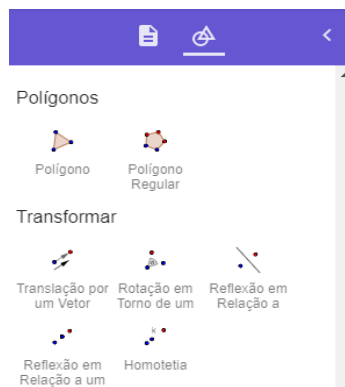 Polígonos
Polígono
Polígono
Regular
Transformar
Translação por
um Vetor
Rotação em
Torno de um
Reflexão em
Relação a
Reflexão em
Relação a um
k
Homotetia